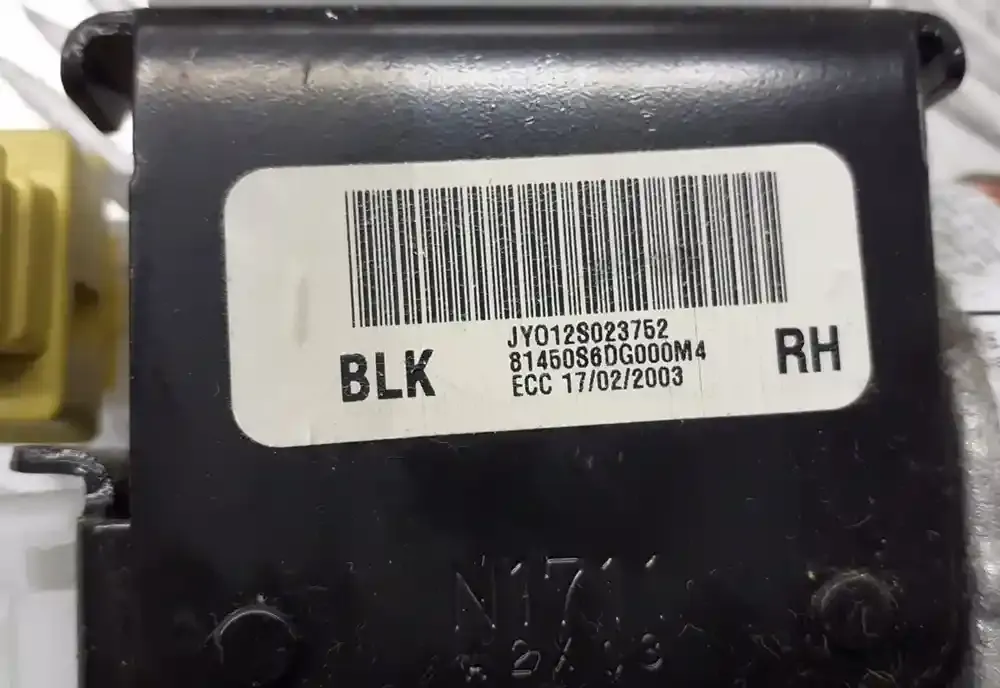 JY012S023752
81450S6DG000M4
ECC 17/02/2003
BLK
RH